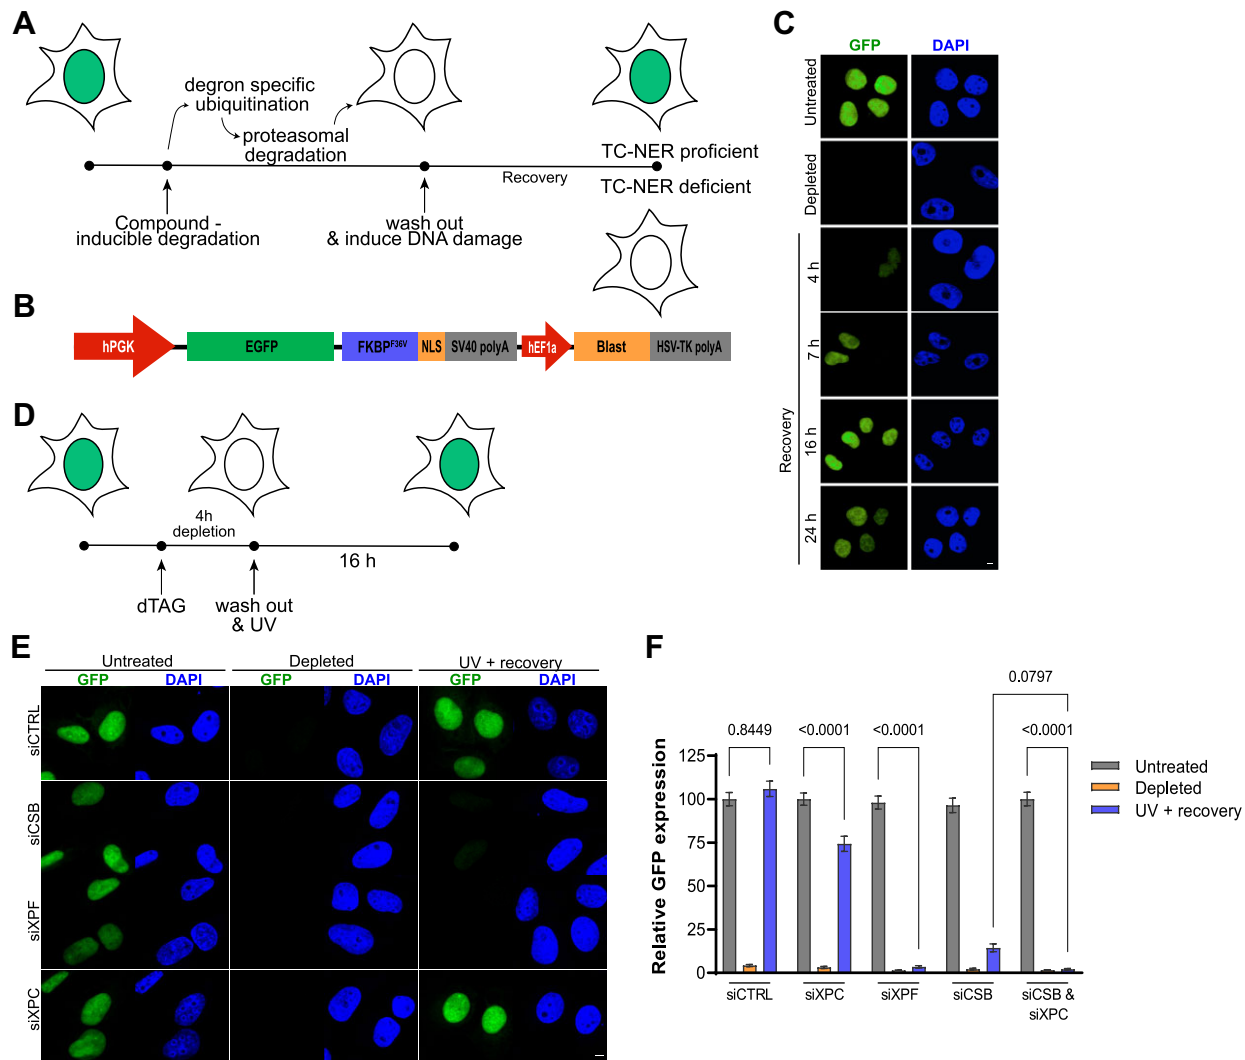 A
degron specific
ubiquitination
proteasomal
degradation
TC-NER proficient
Recovery
TC-NER deficient
Compound -
inducible degradation
wash out
& induce DNA damage
B
hPGK
EGFP
FKBPF36V
NLS
SV40 polyA
hEF1a
Blast
HSV-TK polyA
C
GFP
DAPI
Untreated
Depleted
Recovery
4 h
7 h
16 h
24 h
D
4h
depletion
16 h
dTAG
wash out
& UV
E
Untreated
Depleted
UV + recovery
GFP
DAPI
GFP
DAPI
GFP
DAPI
siCTRL
siCSB
siXPF
siXPC
F
0.0797
0.8449
<0.0001
<0.0001
<0.0001
Relative GFP expression
125
100
75
50
25
0
siCTRL
siXPC
siXPF
siCSB
siCSB &
siXPC
Untreated
Depleted
UV + recovery